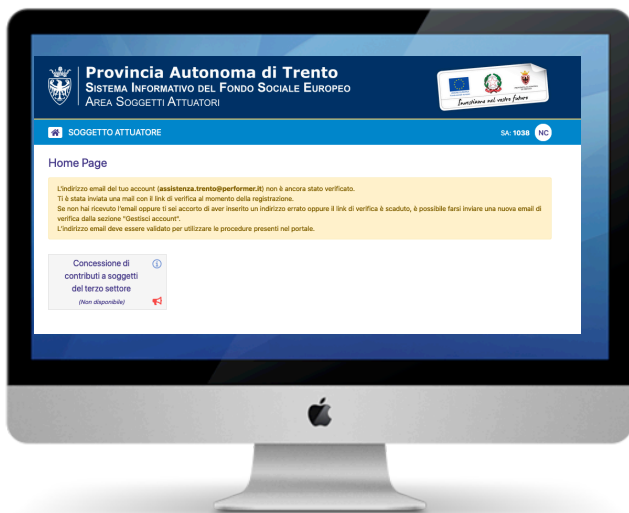 Provincia Autonoma di Trento
Sistema Informativo del Fondo Sociale Europeo
Area Soggetti Attuatori
Investiamo nel vostro futuro
SOGGETTO ATTUATORE
SA: 1038 NC
Home Page
L'indirizzo email del tuo account (assistenza.trento@performer.it) non è ancora stato verificato.
Ti è stata inviata una mail con il link di verifica al momento della registrazione.
Se non hai ricevuto l'email oppure ti sei accorto di aver inserito un indirizzo errato oppure il link di verifica è scaduto, è possibile farsi inviare una nuova email di
verifica dalla sezione "Gestisci account".
L'indirizzo email deve essere validato per utilizzare le procedure presenti nel portale.
Concessione di
contributi a soggetti
del terzo settore
(Non disponibile)